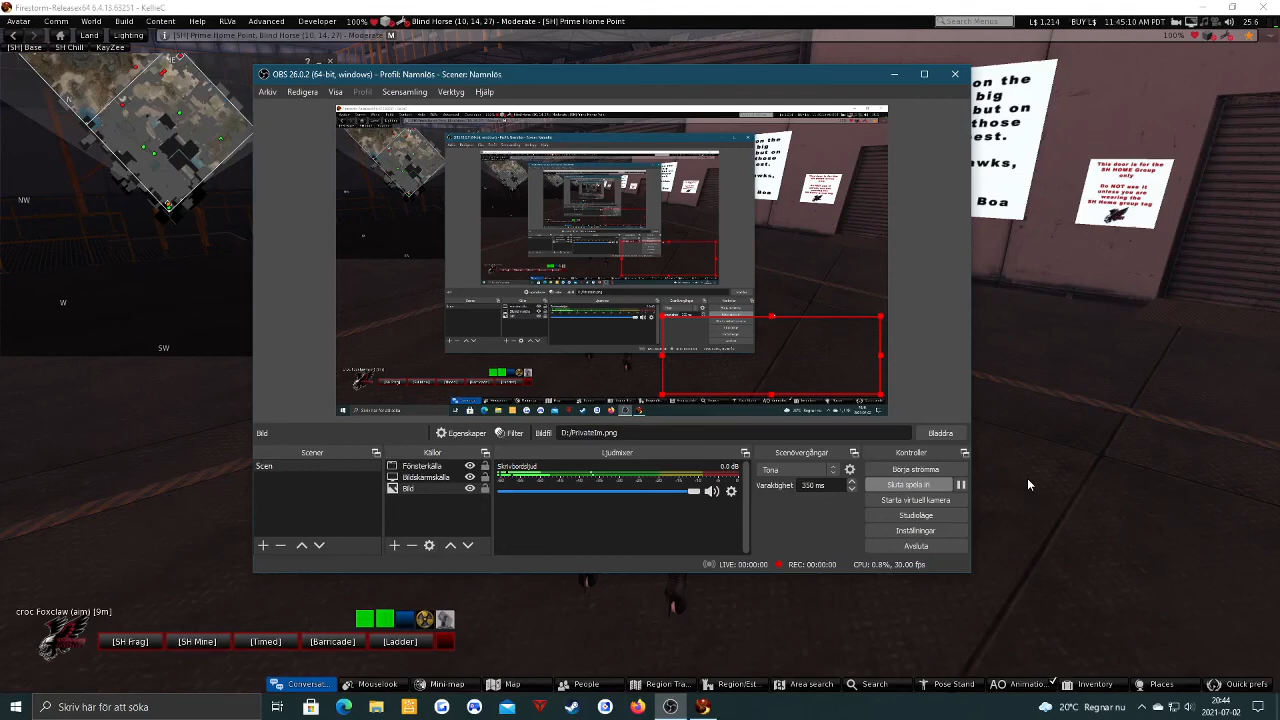 Firestorm-Releasex64 6.4.13.63251 - KellieC
Avatar Comm World Build Content Help RLVa Advanced Developer 100% Blind Horse (10, 14, 27) - Moderate - [SH] Prime Home Point Search Menus L$ 1,214 BUY L$ 11:45:10 AM PDT 25.6
Land Lighting [SH] Prime Home Point, Blind Horse (10, 14, 27) - Moderate M 100%
[SH] Base SH Chill KayZee
NW
W
SW
OBS 26.0.2 (64-bit, windows) - Profil: Namnlös - Scener: Namnlös
Arkiv Redigera Visa Profil Scensamling Verktyg Hjälp
on the
big
but on
those
est.
wks,
Boa
This door is for the
SH HOME Group
only
Do NOT use it
unless you are
wearing the
SH Home group tag
Bild Egenskaper Filter Bildfil D:/PrivateIm.png Bläddra
Scener Källor Ljudmixer Scenövergångar Kontroller
Scen
Fönsterkälla
Bildskärmskälla
Bild
Skrivbordsljud 0.0 dB
Tona
Varaktighet 350 ms
Börja strömma
Sluta spela in
Starta virtuell kamera
Studioläge
Inställningar
Avsluta
LIVE: 00:00:00 REC: 00:00:00 CPU: 0.8%, 30.00 fps
croc Foxclaw (aim) [9m]
[SH Frag] [SH Mine] [Timed] [Barricade] [Ladder]
Conversat... Mouselook Mini-map Map People Region Tra... Region/Est... Area search Search Pose Stand AO Animatio... Inventory Places Quick prefs
Skriv här för att söka 20°C Regnar nu 20:44
2021-07-02